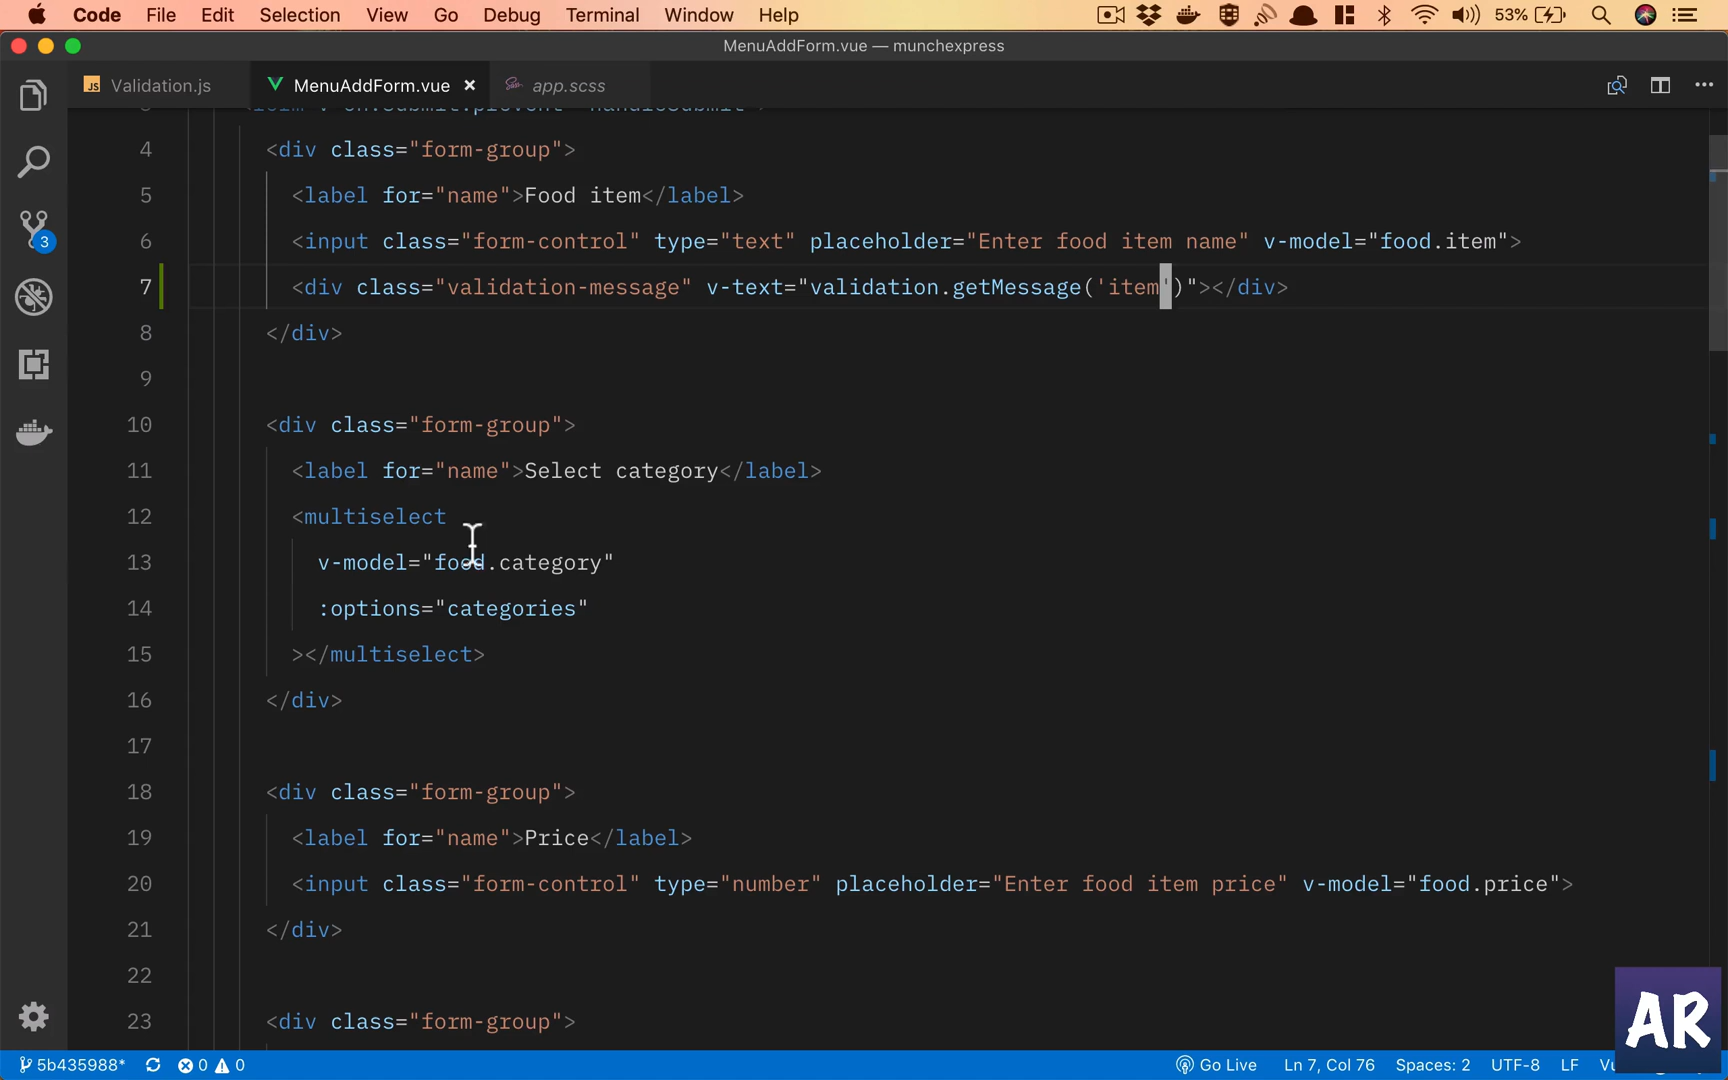 Code File Edit Selection View Go Debug Terminal Window Help 53%
MenuAddForm.vue — munchexpress
JS Validation.js MenuAddForm.vue × app.scss
4 <div class="form-group">
5 <label for="name">Food item</label>
6 <input class="form-control" type="text" placeholder="Enter food item name" v-model="food.item">
7 <div class="validation-message" v-text="validation.getMessage('item')"></div>
8 </div>
9
10 <div class="form-group">
11 <label for="name">Select category</label>
12 <multiselect
13 v-model="food.category"
14 :options="categories"
15 ></multiselect>
16 </div>
17
18 <div class="form-group">
19 <label for="name">Price</label>
20 <input class="form-control" type="number" placeholder="Enter food item price" v-model="food.price">
21 </div>
22
23 <div class="form-group">
3
AR
5b435988* 0 0 Go Live Ln 7, Col 76 Spaces: 2 UTF-8 LF